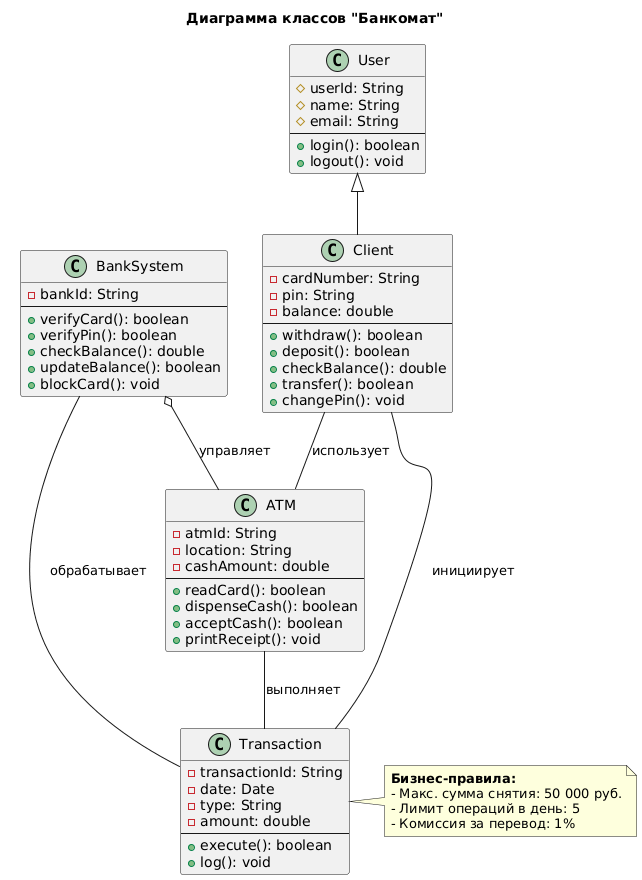 Диаграмма классов "Банкомат"
C User
userId: String
name: String
email: String
login(): boolean
logout(): void
C BankSystem
bankId: String
verifyCard(): boolean
verifyPin(): boolean
checkBalance(): double
updateBalance(): boolean
blockCard(): void
C Client
cardNumber: String
pin: String
balance: double
withdraw(): boolean
deposit(): boolean
checkBalance(): double
transfer(): boolean
changePin(): void
управляет
использует
C ATM
atmId: String
location: String
cashAmount: double
readCard(): boolean
dispenseCash(): boolean
acceptCash(): boolean
printReceipt(): void
обрабатывает
инициирует
выполняет
C Transaction
transactionId: String
date: Date
type: String
amount: double
execute(): boolean
log(): void
Бизнес-правила:
- Макс. сумма снятия: 50 000 руб.
- Лимит операций в день: 5
- Комиссия за перевод: 1%